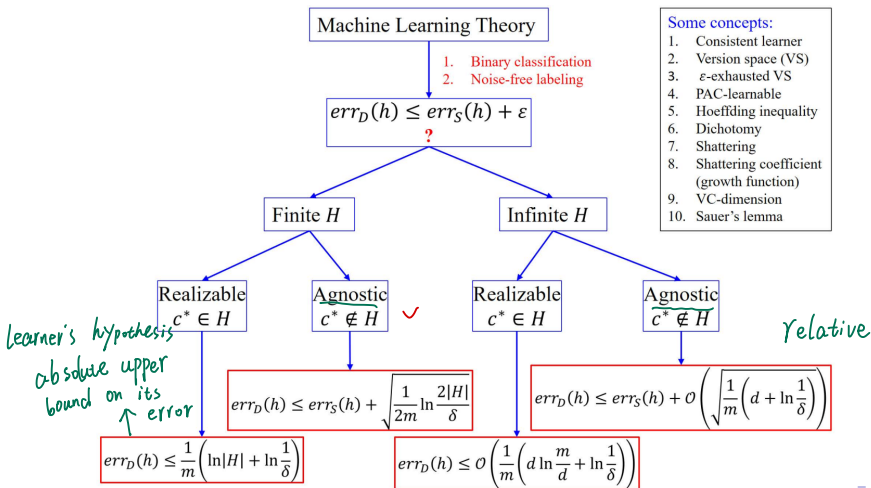 Machine Learning Theory
1. Binary classification
2. Noise-free labeling
err_D(h) ≤ err_S(h) + ε
?
Finite H
Infinite H
Realizable
c* ∈ H
Agnostic
c* ∉ H
Realizable
c* ∈ H
Agnostic
c* ∉ H
Learner's hypothesis
absolute upper
bound on its
error
relative
err_D(h) ≤ err_S(h) + √(1/(2m) ln (2|H|/δ))
err_D(h) ≤ err_S(h) + 𝒪(√(1/m (d + ln 1/δ)))
err_D(h) ≤ 1/m (ln|H| + ln 1/δ)
err_D(h) ≤ 𝒪(1/m (d ln m/d + ln 1/δ))
Some concepts:
1. Consistent learner
2. Version space (VS)
3. ε-exhausted VS
4. PAC-learnable
5. Hoeffding inequality
6. Dichotomy
7. Shattering
8. Shattering coefficient
(growth function)
9. VC-dimension
10. Sauer's lemma